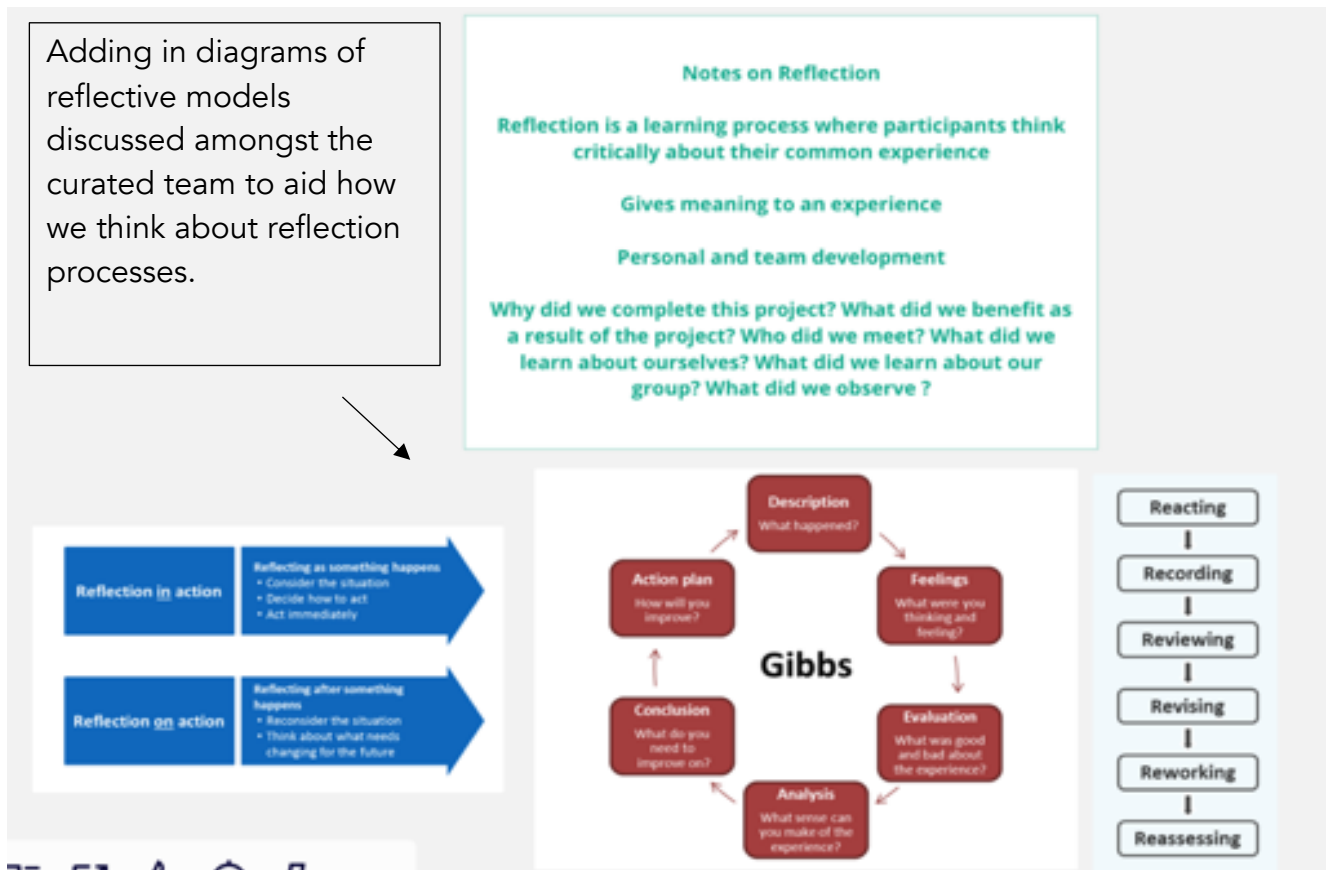 Adding in diagrams of
reflective models
discussed amongst the
curated team to aid how
we think about reflection
processes.
Notes on Reflection
Reflection is a learning process where participants think
critically about their common experience
Gives meaning to an experience
Personal and team development
Why did we complete this project? What did we benefit as
a result of the project? Who did we meet? What did we
learn about ourselves? What did we learn about our
group? What did we observe ?
Reflection in action
Reflecting as something happens
• Consider the situation
• Decide how to act
• Act immediately
Reflection on action
Reflecting after something
happens
• Reconsider the situation
• Think about what needs
changing for the future
Gibbs
Description
What happened?
Feelings
What were you
thinking and
feeling?
Evaluation
What was good
and bad about
the experience?
Analysis
What sense can
you make of the
experience?
Conclusion
What do you
need to
improve on?
Action plan
How will you
improve?
Reacting
Recording
Reviewing
Revising
Reworking
Reassessing